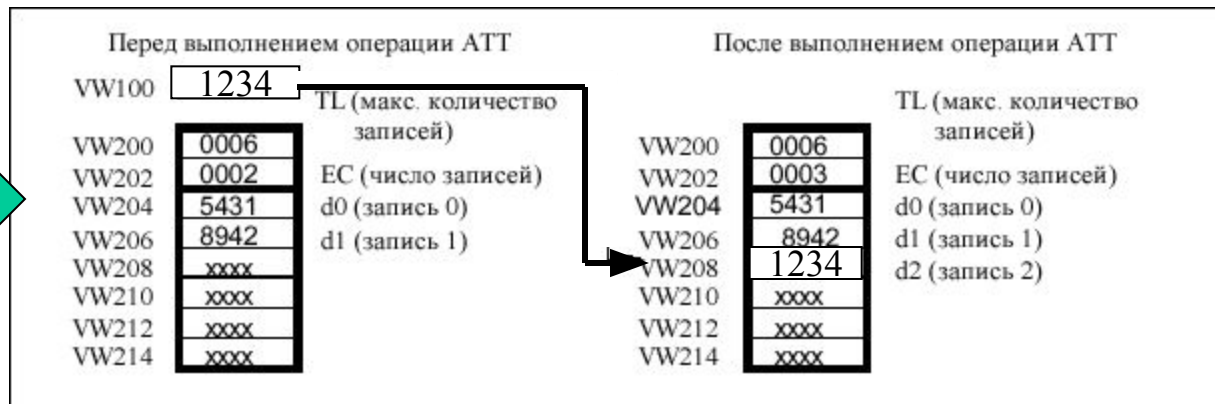 Перед выполнением операции АТТ
VW100 1234
TL (макс. количество
записей)
VW200 0006
VW202 0002 EC (число записей)
VW204 5431 d0 (запись 0)
VW206 8942 d1 (запись 1)
VW208 xxxx
VW210 xxxx
VW212 xxxx
VW214 xxxx
После выполнением операции АТТ
TL (макс. количество
записей)
VW200 0006
VW202 0003 EC (число записей)
VW204 5431 d0 (запись 0)
VW206 8942 d1 (запись 1)
VW208 1234 d2 (запись 2)
VW210 xxxx
VW212 xxxx
VW214 xxxx